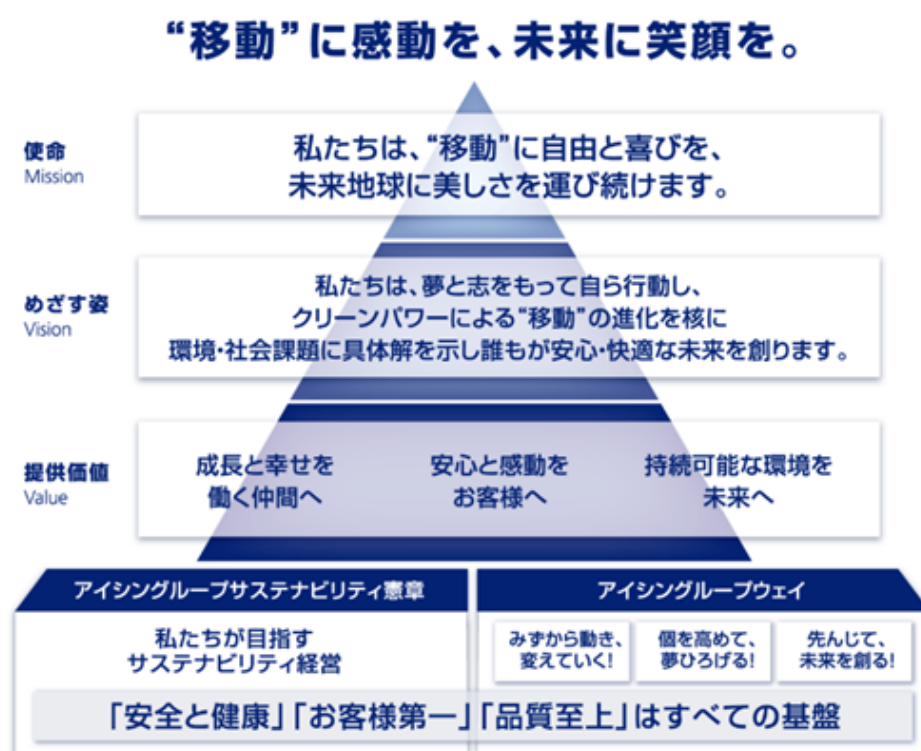 “移動”に感動を、未来に笑顔を。
使命
Mission
私たちは、“移動”に自由と喜びを、
未来地球に美しさを運び続けます。
めざす姿
Vision
私たちは、夢と志をもって自ら行動し、
クリーンパワーによる“移動”の進化を核に
環境・社会課題に具体解を示し誰もが安心・快適な未来を創ります。
提供価値
Value
成長と幸せを
働く仲間へ
安心と感動を
お客様へ
持続可能な環境を
未来へ
アイシングループサステナビリティ憲章
私たちが目指す
サステナビリティ経営
アイシングループウェイ
みずから動き、
変えていく!
個を高めて、
夢ひろげる!
先んじて、
未来を創る!
「安全と健康」「お客様第一」「品質至上」はすべての基盤